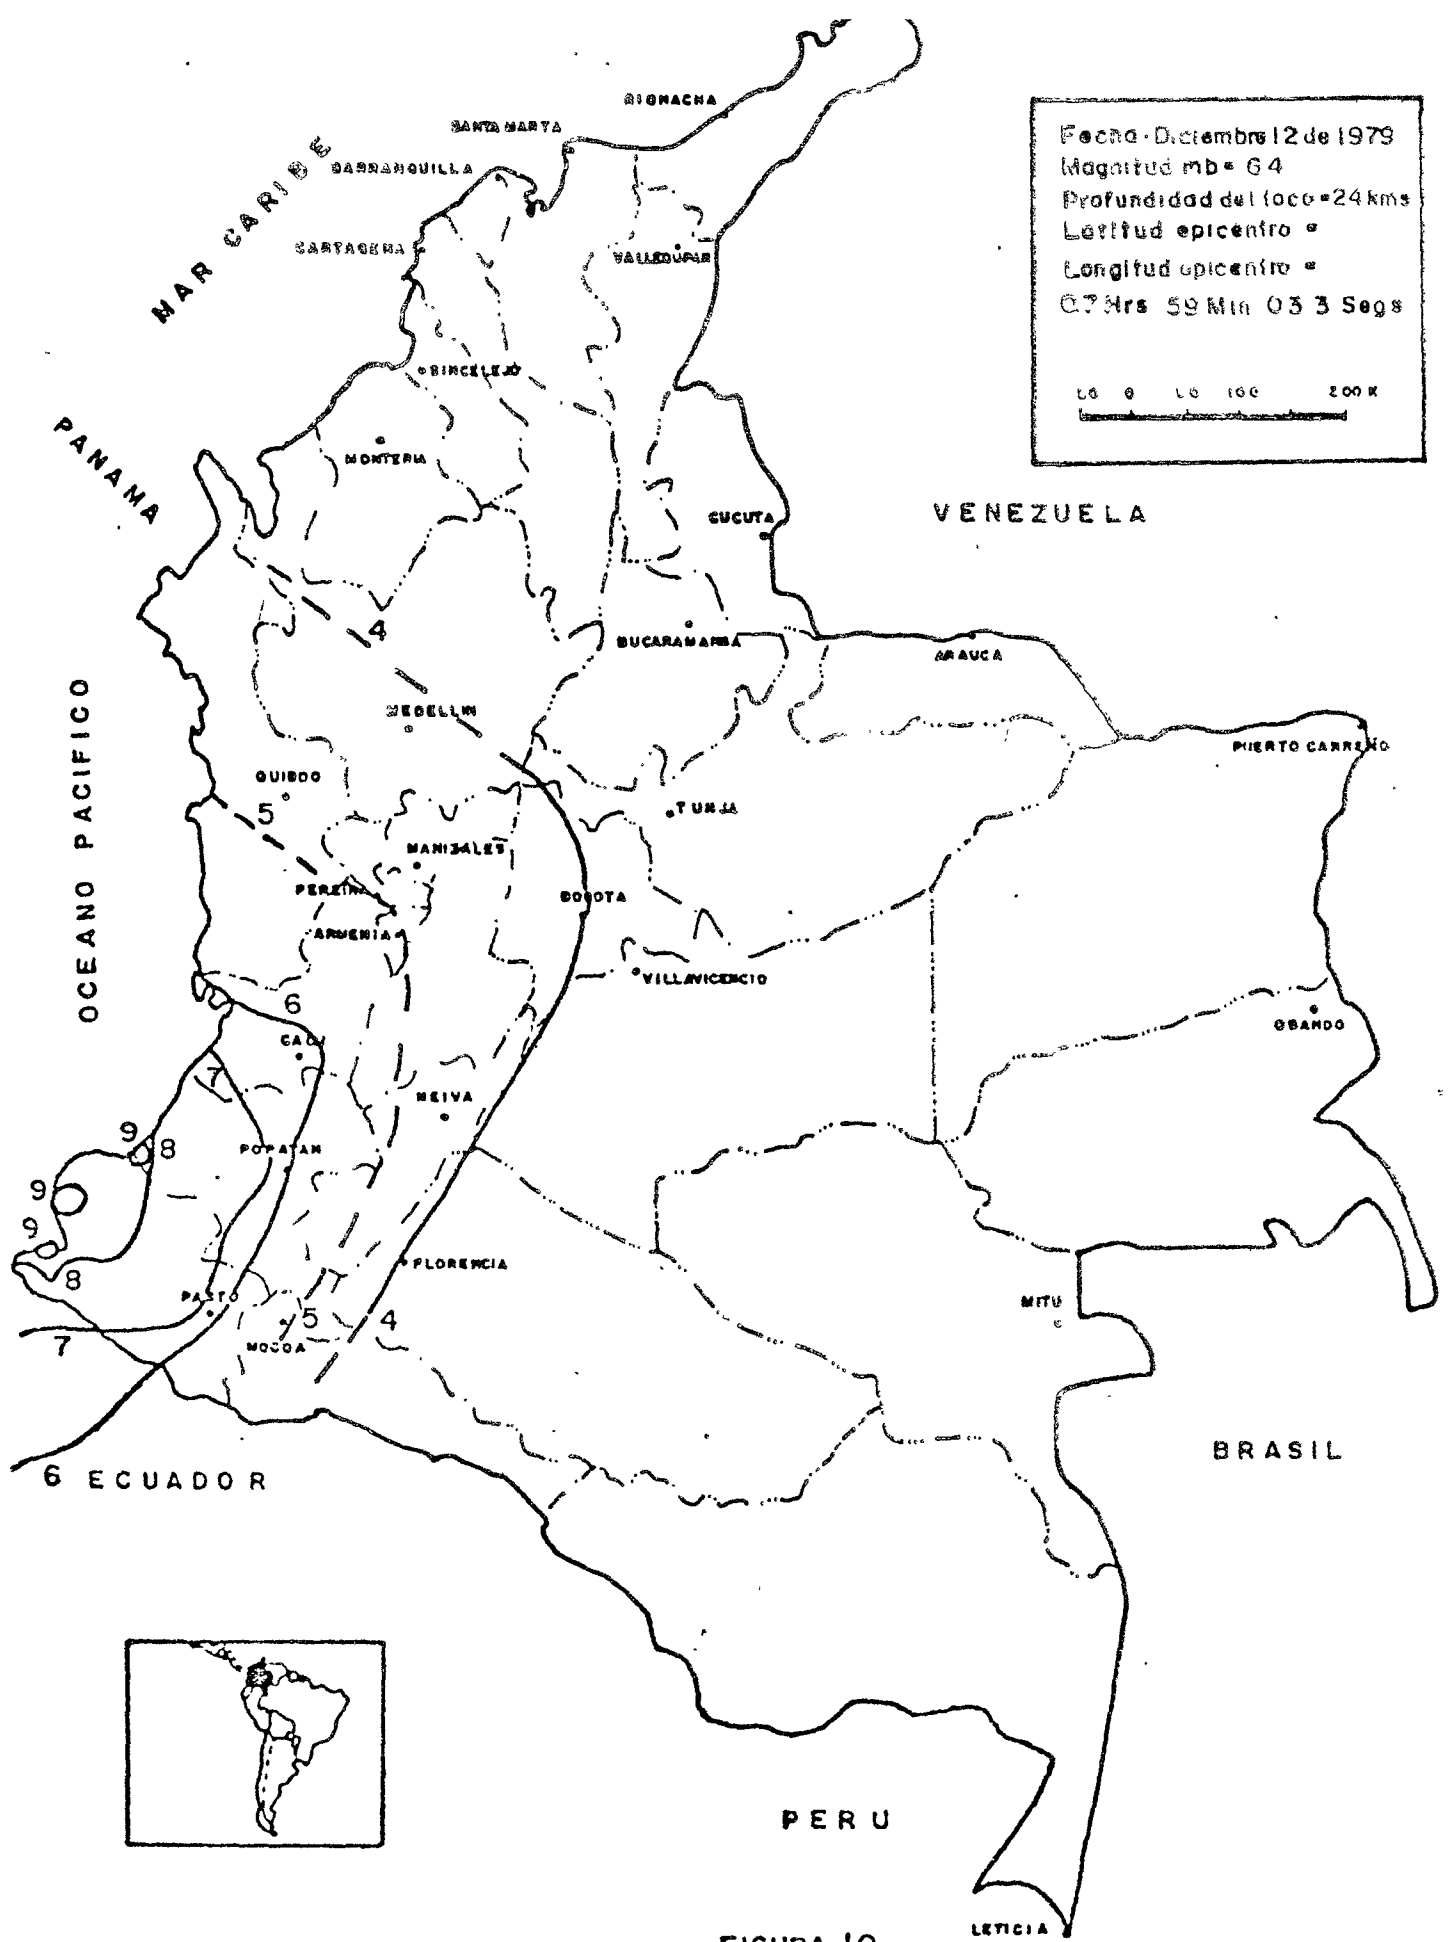 RIOHACHA
SANTA MARTA
BARRANQUILLA
MAR CARIBE
CARTAGENA
VALLEDUPAR
Fecha · Diciembre 12 de 1979
Magnitud mb = 6 4
Profundidad del foco = 24 kms
Latitud epicentro =
Longitud epicentro =
07 Hrs 59 Min 03 3 Segs
0
100
200 K
SINCELEJO
PANAMA
MONTERIA
CUCUTA
VENEZUELA
4
BUCARAMANGA
ARAUCA
MEDELLIN
PUERTO CARREÑO
OCEANO PACIFICO
QUIBDO
5
TUNJA
MANIZALES
PEREIRA
BOGOTA
ARMENIA
VILLAVICENCIO
6
OBANDO
CALI
7
NEIVA
9
8
POPAYAN
9
9
FLORENCIA
8
PASTO
MITU
5
4
7
MOCOA
BRASIL
6 ECUADOR
PERU
LETICIA
FIGURA 10